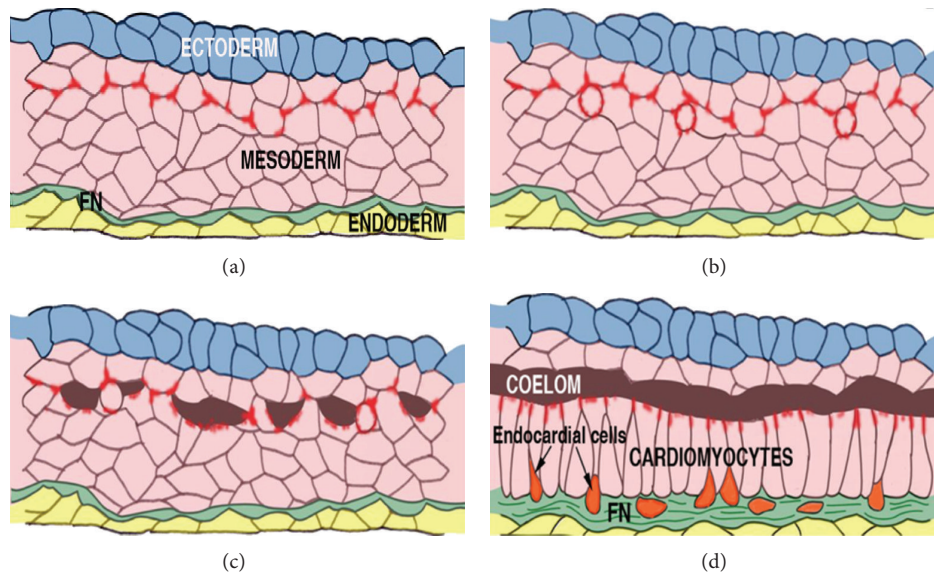 ECTODERM
MESODERM
FN
ENDODERM
(a)
(b)
(c)
COELOM
Endocardial cells
CARDIOMYOCYTES
FN
(d)